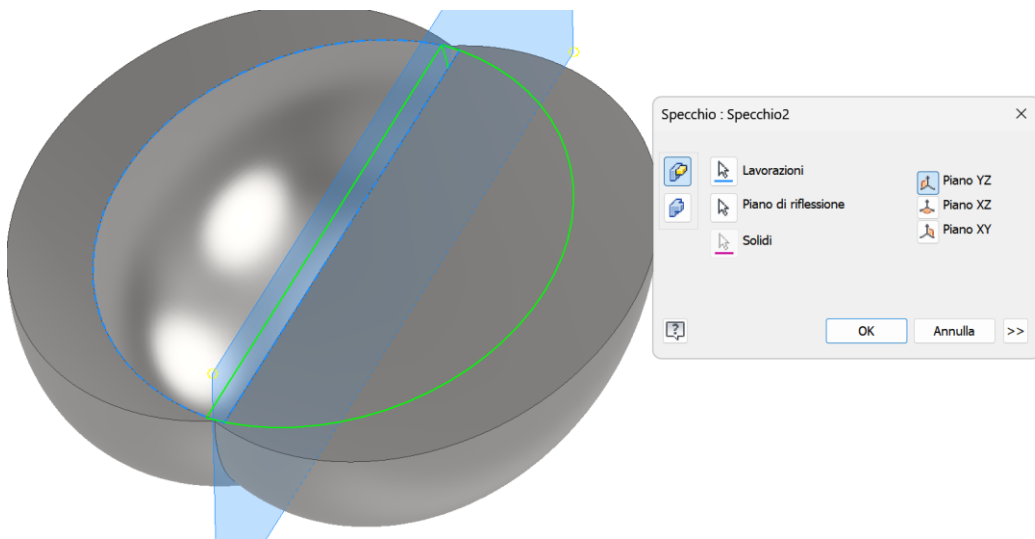 Specchio : Specchio2
Lavorazioni
Piano di riflessione
Solidi
Piano YZ
Piano XZ
Piano XY
?
OK
Annulla
>>